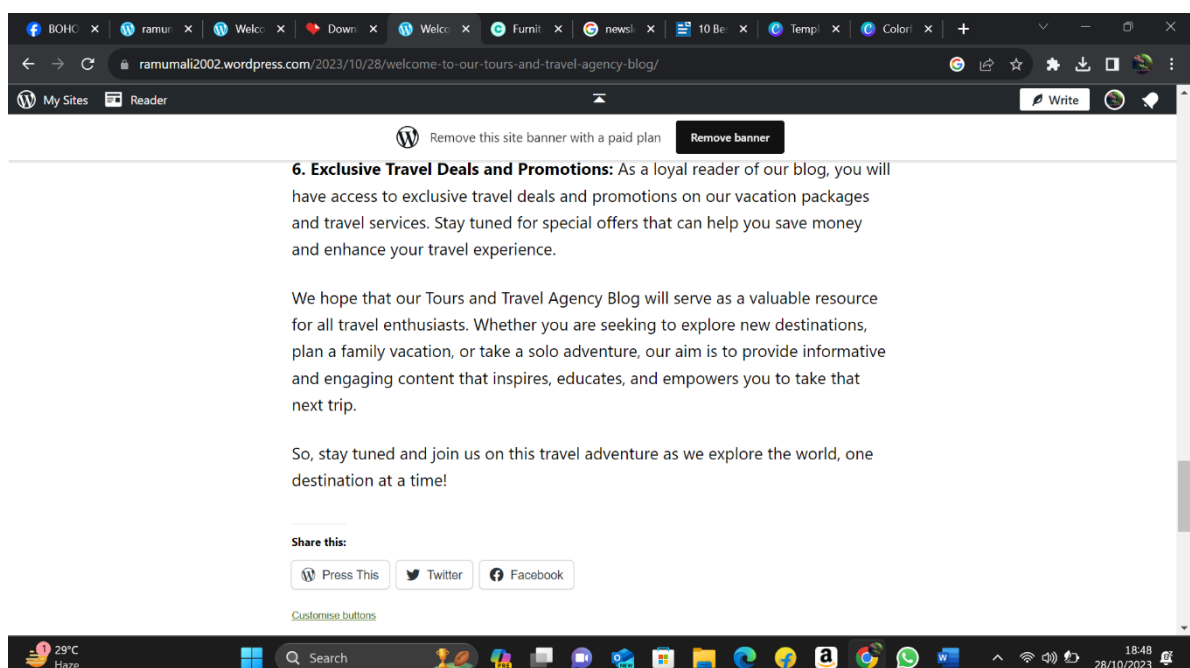 BOHO ramun Welco Downl Welco Furnit newsl 10 Be Templ Colorf
ramumali2002.wordpress.com/2023/10/28/welcome-to-our-tours-and-travel-agency-blog/
My Sites Reader Write
Remove this site banner with a paid plan Remove banner
6. Exclusive Travel Deals and Promotions: As a loyal reader of our blog, you will
have access to exclusive travel deals and promotions on our vacation packages
and travel services. Stay tuned for special offers that can help you save money
and enhance your travel experience.
We hope that our Tours and Travel Agency Blog will serve as a valuable resource
for all travel enthusiasts. Whether you are seeking to explore new destinations,
plan a family vacation, or take a solo adventure, our aim is to provide informative
and engaging content that inspires, educates, and empowers you to take that
next trip.
So, stay tuned and join us on this travel adventure as we explore the world, one
destination at a time!
Share this:
Press This Twitter Facebook
Customise buttons
1 29°C Search 18:48
Haze 28/10/2023